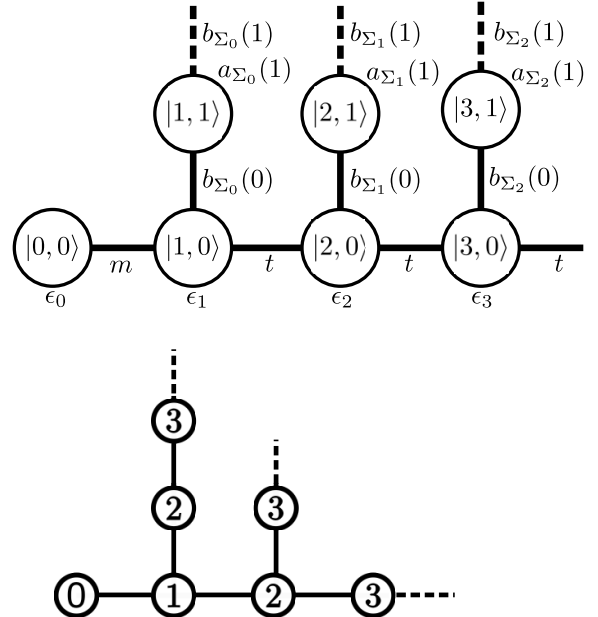 b_{Σ_0}(1) b_{Σ_1}(1) b_{Σ_2}(1)
a_{Σ_0}(1) a_{Σ_1}(1) a_{Σ_2}(1)
|1,1⟩ |2,1⟩ |3,1⟩
b_{Σ_0}(0) b_{Σ_1}(0) b_{Σ_2}(0)
|0,0⟩ |1,0⟩ |2,0⟩ |3,0⟩
m t t t
ϵ_0 ϵ_1 ϵ_2 ϵ_3
3
2 3
0 1 2 3